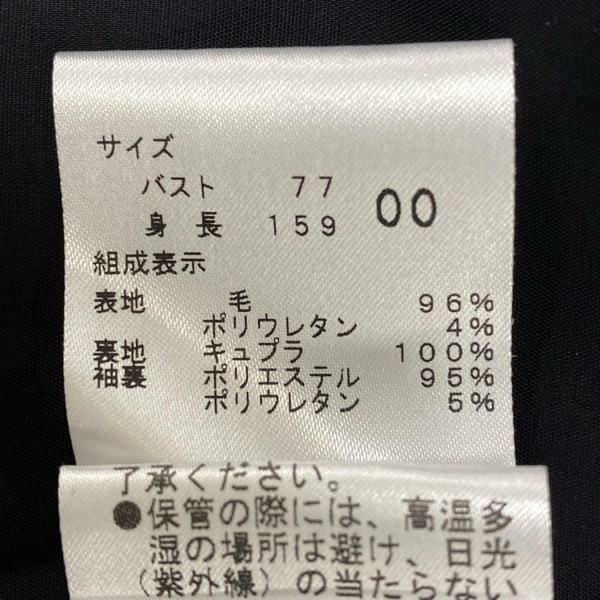 サイズ
バスト 77
身長 159 00
組成表示
表地 毛 96%
ポリウレタン 4%
裏地 キュプラ 100%
袖裏 ポリエステル 95%
ポリウレタン 5%
了承ください。
●保管の際には、高温多
湿の場所は避け、日光
(紫外線)の当たらない